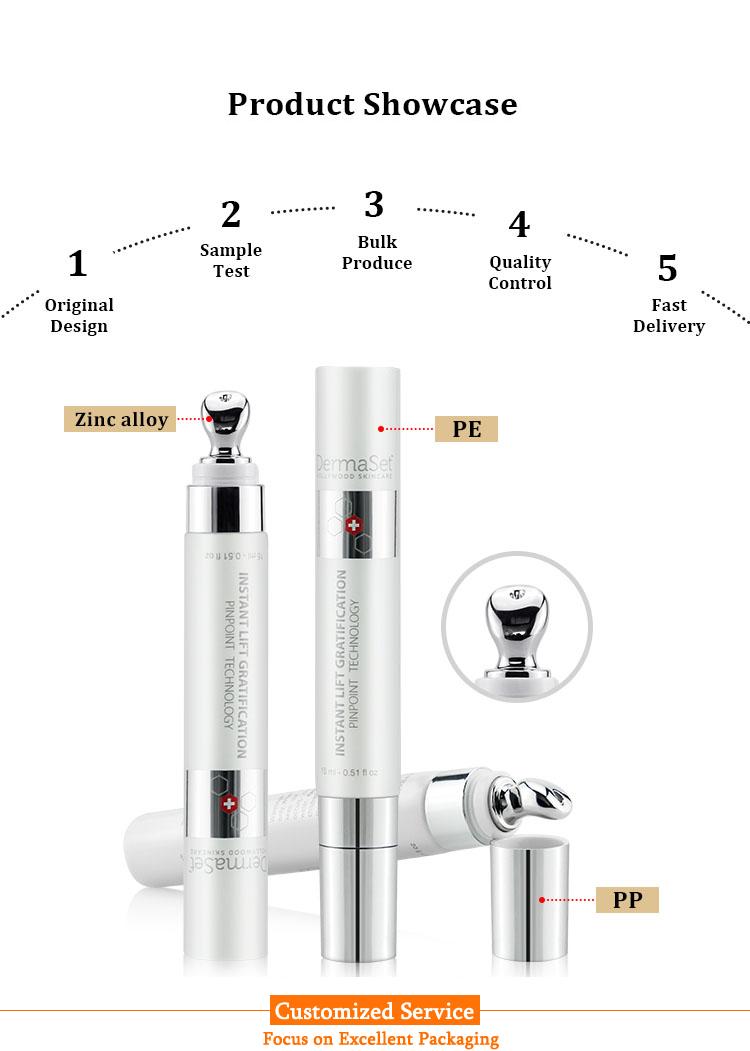 Product Showcase
1
Original
Design
2
Sample
Test
3
Bulk
Produce
4
Quality
Control
5
Fast
Delivery
Zinc alloy
PE
DermaSet
HOLLYWOOD SKINCARE
INSTANT LIFT GRATIFICATION
PINPOINT TECHNOLOGY
15 ml - 0.51 fl oz
15 ml - 0.51 fl oz
INSTANT LIFT GRATIFICATION
PINPOINT TECHNOLOGY
DermaSet
HOLLYWOOD SKINCARE
PP
Customized Service
Focus on Excellent Packaging